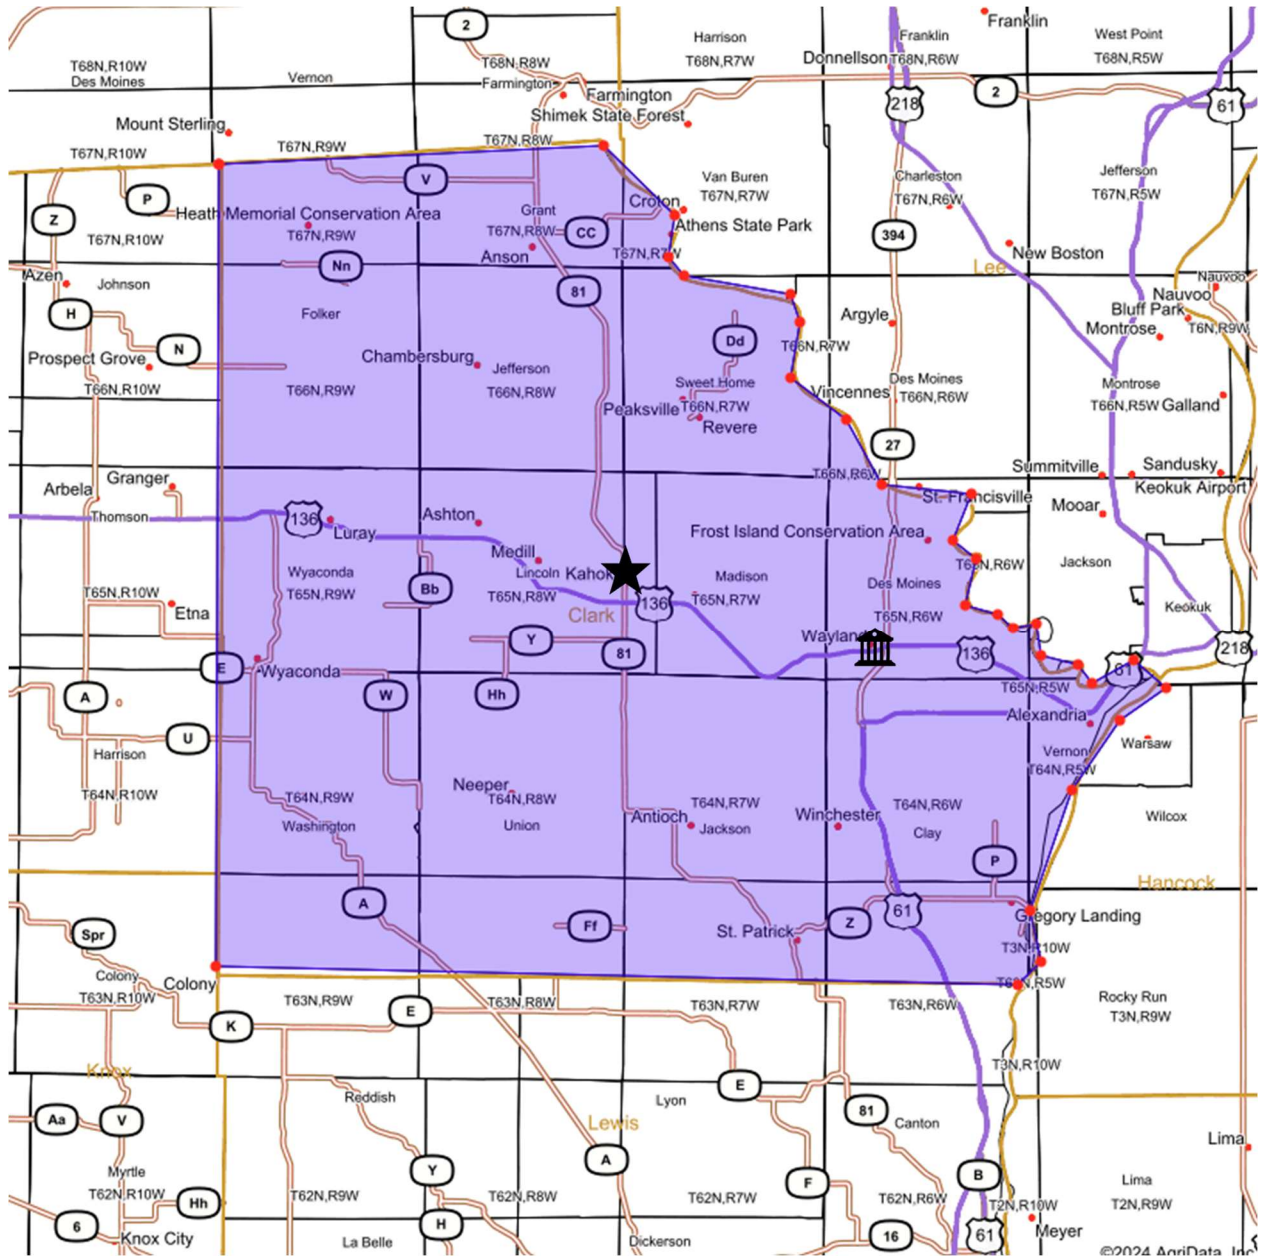 2
Franklin
Franklin
Harrison
West Point
T68N,R10W
Des Moines
Vernon
T68N,R8W
T68N,R7W
Donnellson
T68N,R6W
T68N,R5W
Farmington
Farmington
2
218
61
Shimek State Forest
Mount Sterling
T67N,R10W
T67N,R9W
T67N,R8W
Jefferson
T67N,R5W
V
Van Buren
T67N,R7W
Charleston
T67N,R6W
P
Z
Heath Memorial Conservation Area
Grant
Croton
T67N,R10W
T67N,R9W
T67N,R8W
CC
Athens State Park
394
Anson
New Boston
Lee
Azen
Johnson
Nn
81
Nauvoo
Nauvoo
H
Folker
Argyle
Bluff Park
Montrose
T6N,R9W
N
Dd
T66N,R7W
Prospect Grove
Chambersburg
Jefferson
T66N,R10W
T66N,R9W
T66N,R8W
Sweet Home
Peaksville
T66N,R7W
Revere
Vincennes
Des Moines
T66N,R6W
Montrose
T66N,R5W
Galland
27
T66N,R6W
Granger
Arbela
Summitville
Sandusky
Keokuk Airport
St. Francisville
Mooar
Thomson
136
Luray
Ashton
Frost Island Conservation Area
Medill
Lincoln
Wyaconda
T65N,R9W
Bb
T65N,R8W
Madison
T65N,R7W
136
Des Moines
T65N,R6W
Jackson
T65N,R10W
Etna
Clark
Keokuk
Y
81
136
218
61
E
Wyaconda
A
W
Hh
T65N,R5W
Alexandria
U
Harrison
Warsaw
Vernon
T64N,R5W
T64N,R10W
T64N,R9W
Washington
Neeper
T64N,R8W
Union
Antioch
T64N,R7W
Jackson
Winchester
T64N,R6W
Clay
Wilcox
P
Hancock
A
Ff
Z
61
Gregory Landing
Spr
St. Patrick
T3N,R10W
Colony
T63N,R10W
Colony
T63N,R9W
T63N,R8W
T63N,R7W
T63N,R6W
Rocky Run
T3N,R9W
K
E
Knox
T3N,R10W
Reddish
E
Lyon
Aa
V
Lewis
81
Canton
Lima
Myrtle
T62N,R10W
Hh
Y
A
F
B
T62N,R9W
T62N,R8W
T62N,R7W
T62N,R6W
Lima
T2N,R9W
T2N,R10W
6
Knox City
H
La Belle
Dickerson
16
61
Meyer
©2024 AgriData, Inc